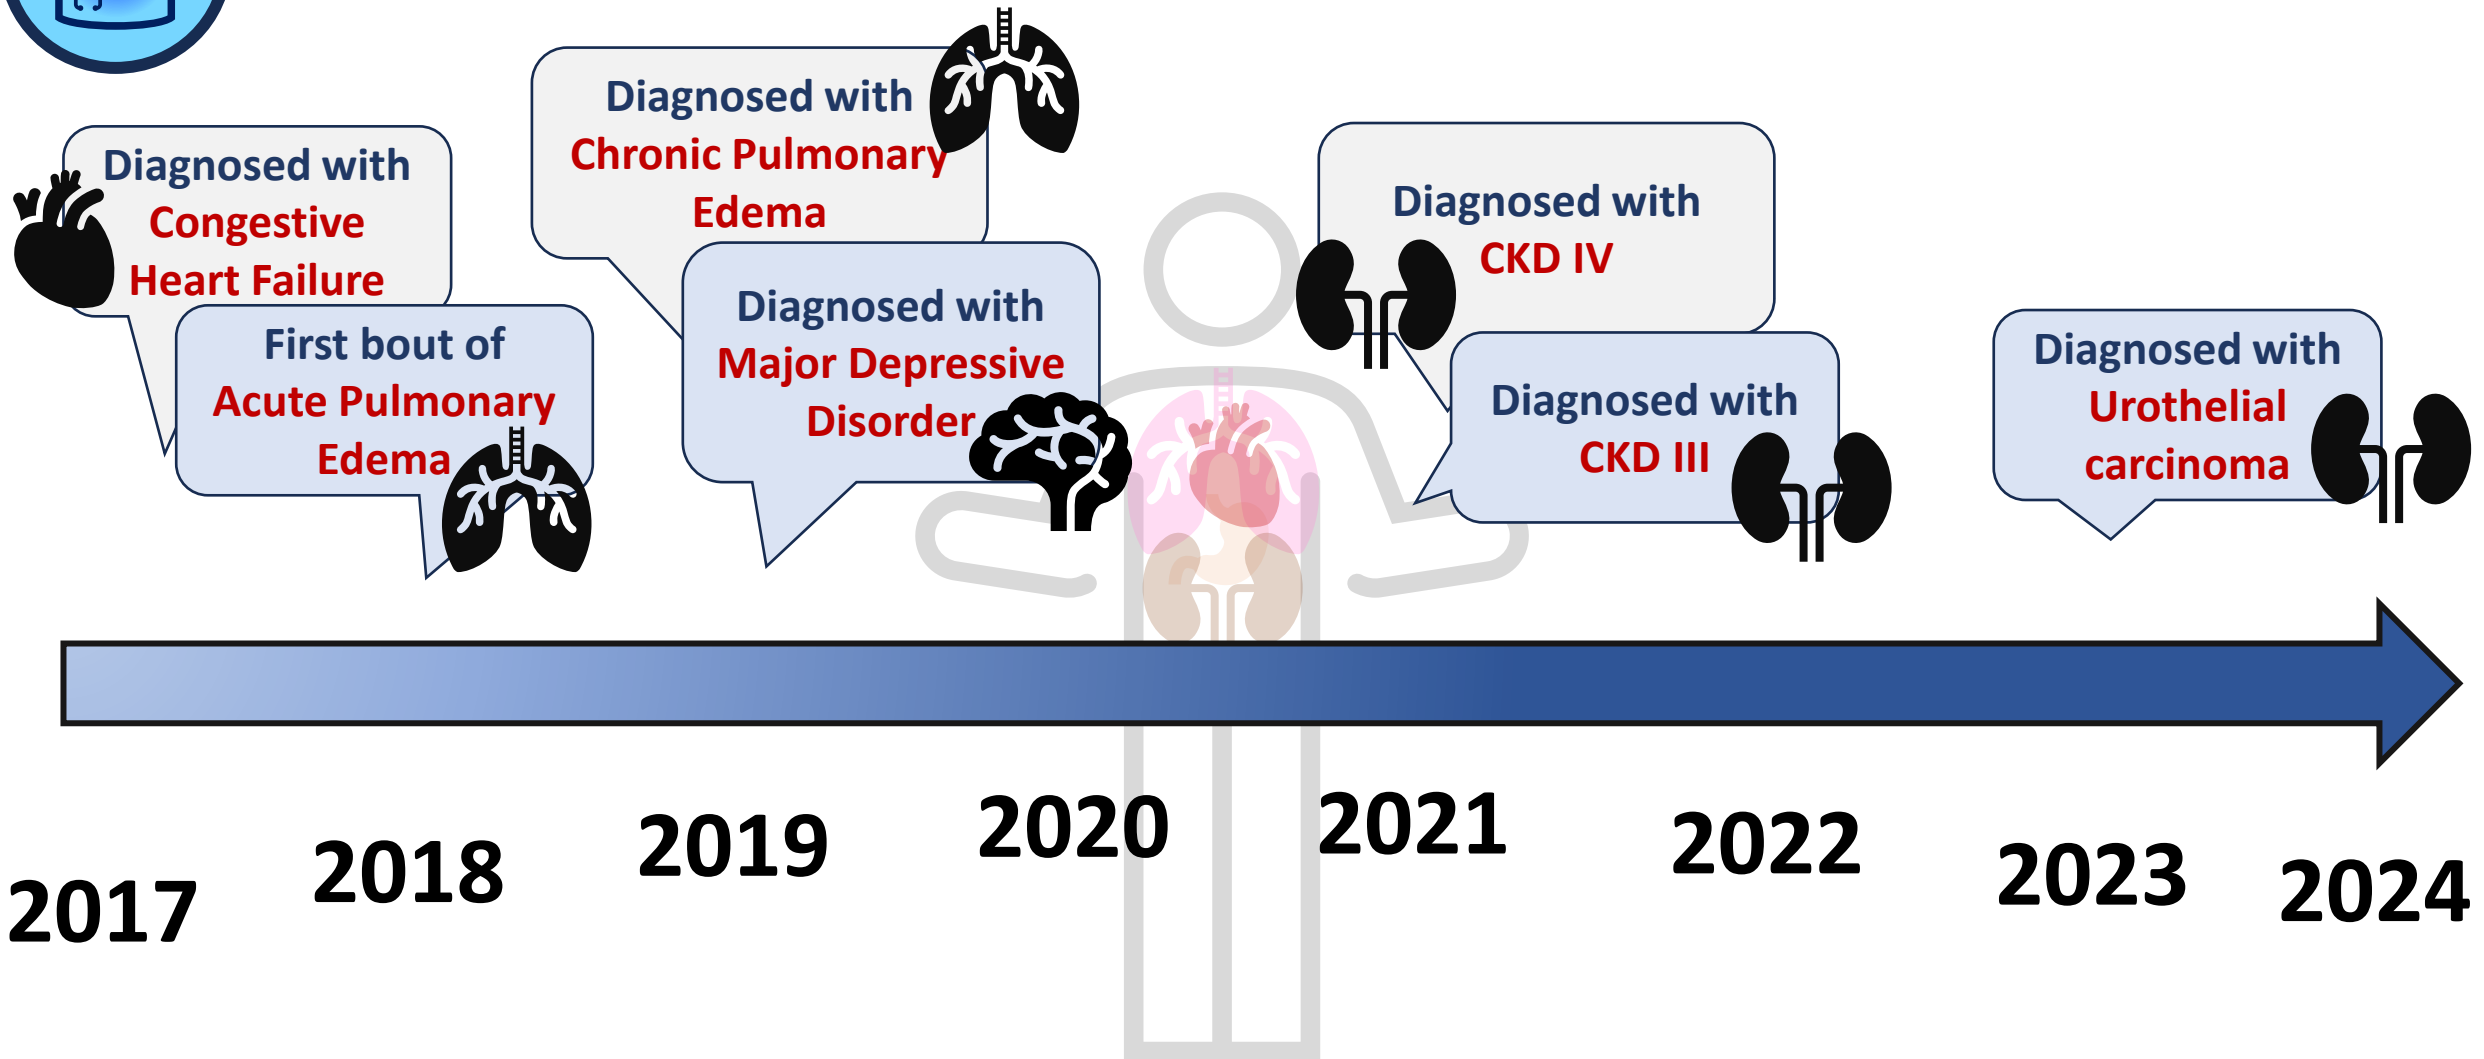 Diagnosed with
Congestive
Heart Failure
First bout of
Acute Pulmonary
Edema
Diagnosed with
Chronic Pulmonary
Edema
Diagnosed with
Major Depressive
Disorder
Diagnosed with
CKD IV
Diagnosed with
CKD III
Diagnosed with
Urothelial
carcinoma
2017
2018
2019
2020
2021
2022
2023
2024